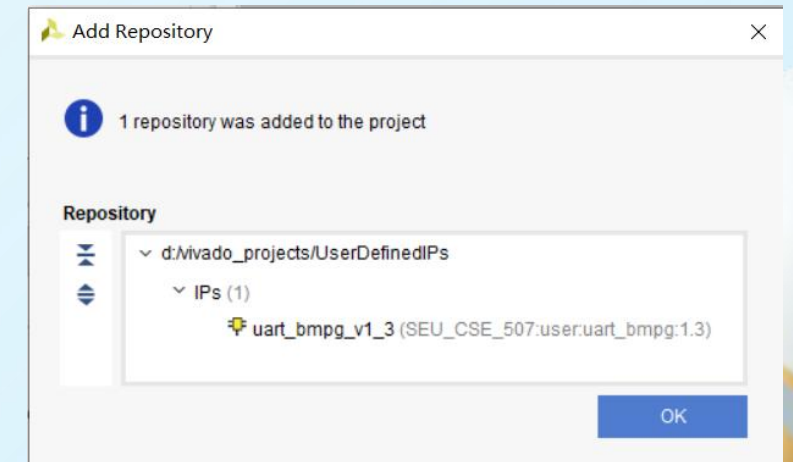 Add Repository
1 repository was added to the project
Repository
d:/vivado_projects/UserDefinedIPs
IPs (1)
uart_bmpg_v1_3 (SEU_CSE_507:user:uart_bmpg:1.3)
OK